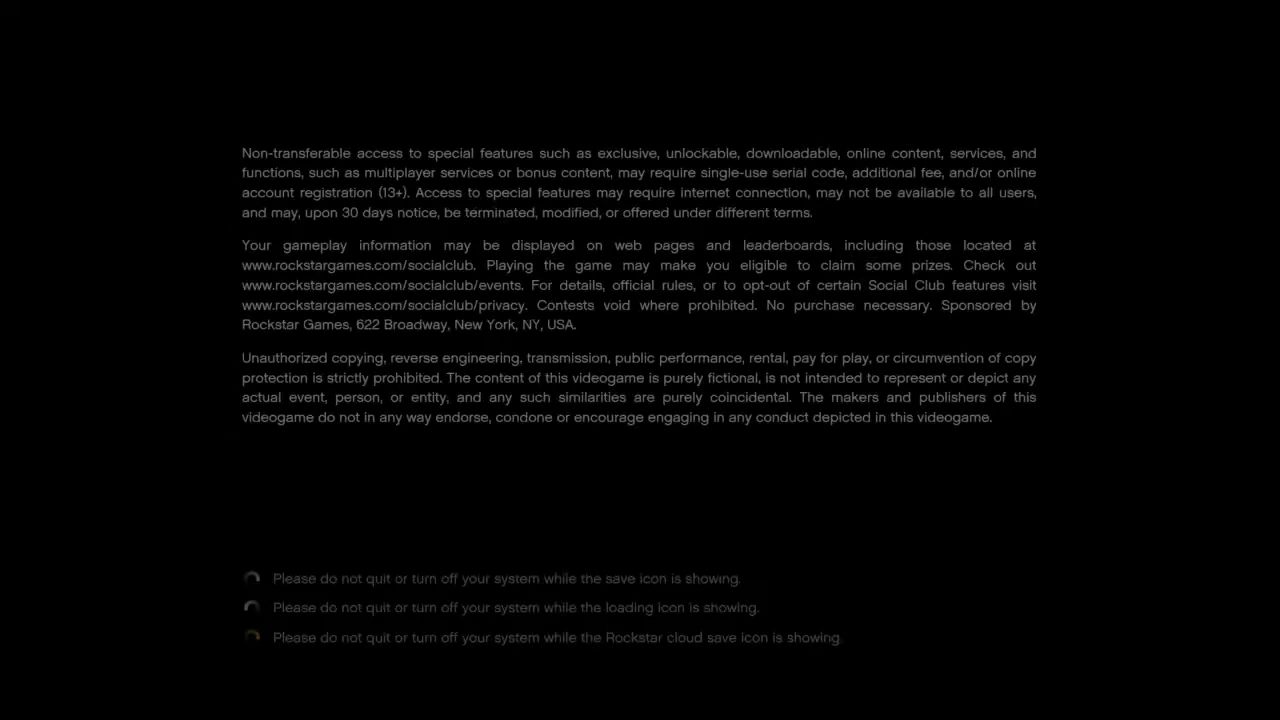 Non-transferable access to special features such as exclusive, unlockable, downloadable, online content, services, and
functions, such as multiplayer services or bonus content, may require single-use serial code, additional fee, and/or online
account registration (13+). Access to special features may require internet connection, may not be available to all users,
and may, upon 30 days notice, be terminated, modified, or offered under different terms.
Your gameplay information may be displayed on web pages and leaderboards, including those located at
www.rockstargames.com/socialclub. Playing the game may make you eligible to claim some prizes. Check out
www.rockstargames.com/socialclub/events. For details, official rules, or to opt-out of certain Social Club features visit
www.rockstargames.com/socialclub/privacy. Contests void where prohibited. No purchase necessary. Sponsored by
Rockstar Games, 622 Broadway, New York, NY, USA.
Unauthorized copying, reverse engineering, transmission, public performance, rental, pay for play, or circumvention of copy
protection is strictly prohibited. The content of this videogame is purely fictional, is not intended to represent or depict any
actual event, person, or entity, and any such similarities are purely coincidental. The makers and publishers of this
videogame do not in any way endorse, condone or encourage engaging in any conduct depicted in this videogame.
Please do not quit or turn off your system while the save icon is showing.
Please do not quit or turn off your system while the loading icon is showing.
Please do not quit or turn off your system while the Rockstar cloud save icon is showing.